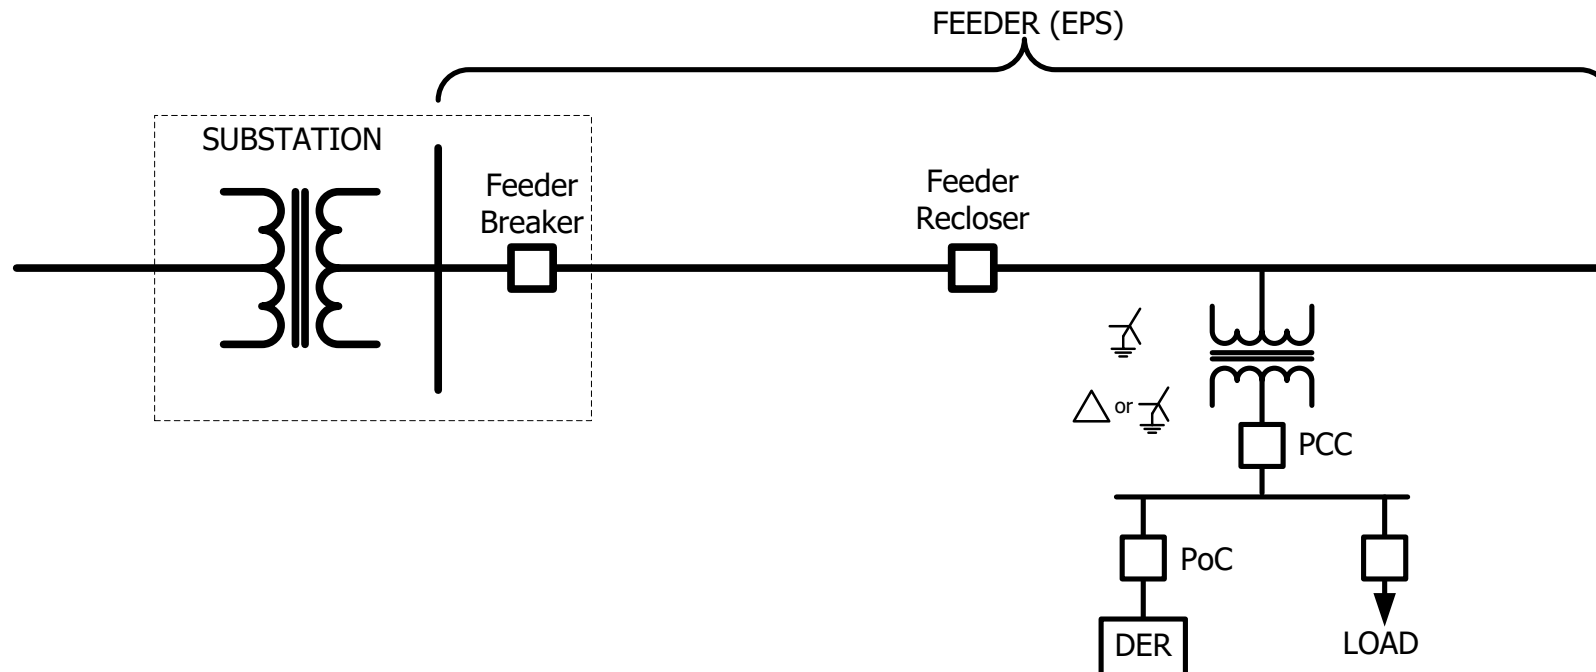 FEEDER (EPS)
SUBSTATION
Feeder
Breaker
Feeder
Recloser
or
PCC
PoC
DER
LOAD